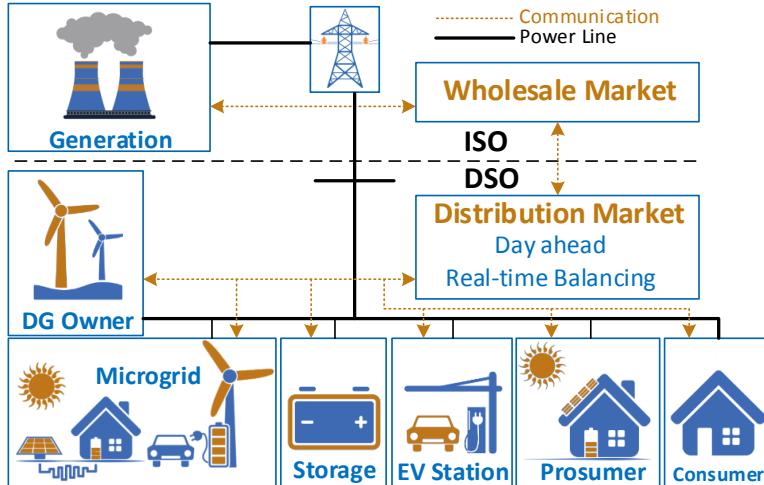 Communication
Power Line
Generation
Wholesale Market
ISO
DSO
Distribution Market
Day ahead
Real-time Balancing
DG Owner
Microgrid
Storage
EV Station
Prosumer
Consumer